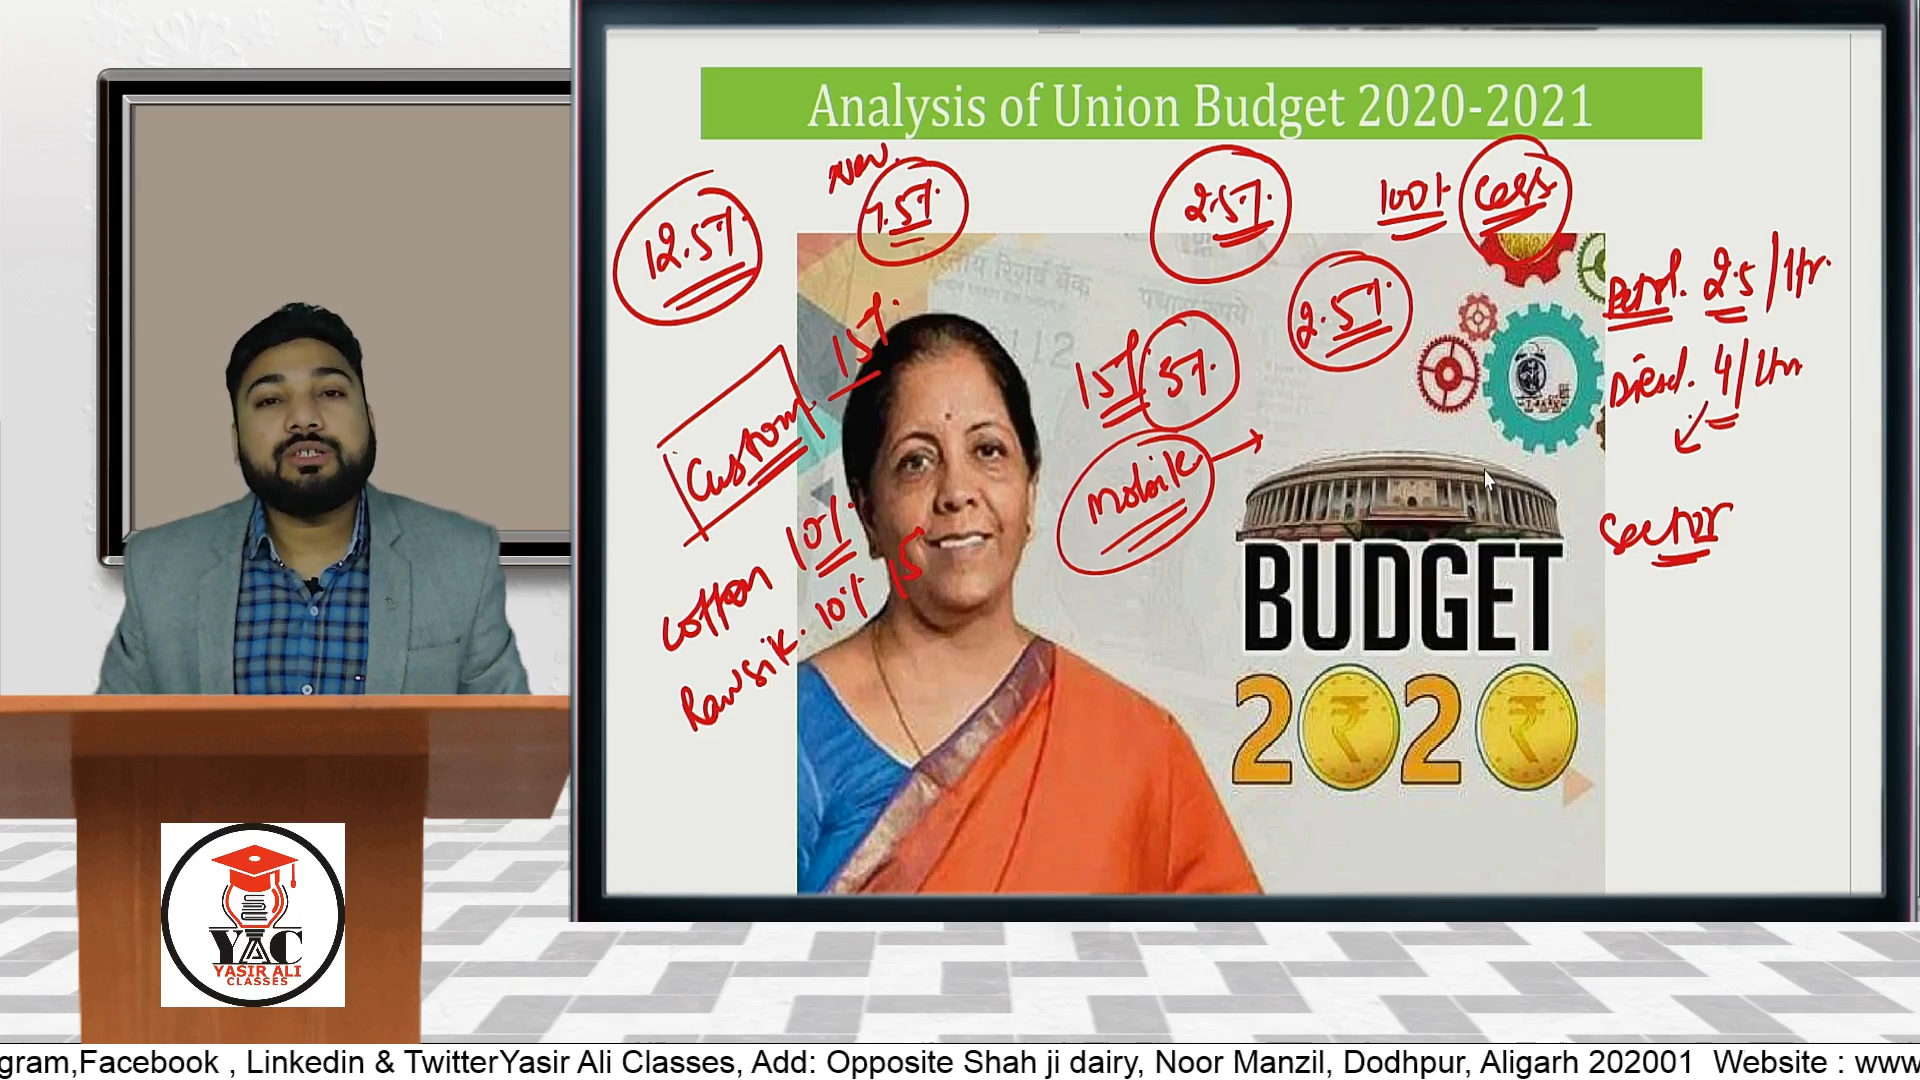 Analysis of Union Budget 2020-2021
12.5%
7.5%
2.5%
100%
Cess
Petrol. 2.5/ltr.
2.5%
15%
15%
5%
Diesel. 4/ltr
Custom
Mobile
Cotton 10%
Raw silk. 10% 15
Sector
BUDGET
2020
YAC
YASIR ALI
CLASSES
gram,Facebook , Linkedin & TwitterYasir Ali Classes, Add: Opposite Shah ji dairy, Noor Manzil, Dodhpur, Aligarh 202001 Website : www